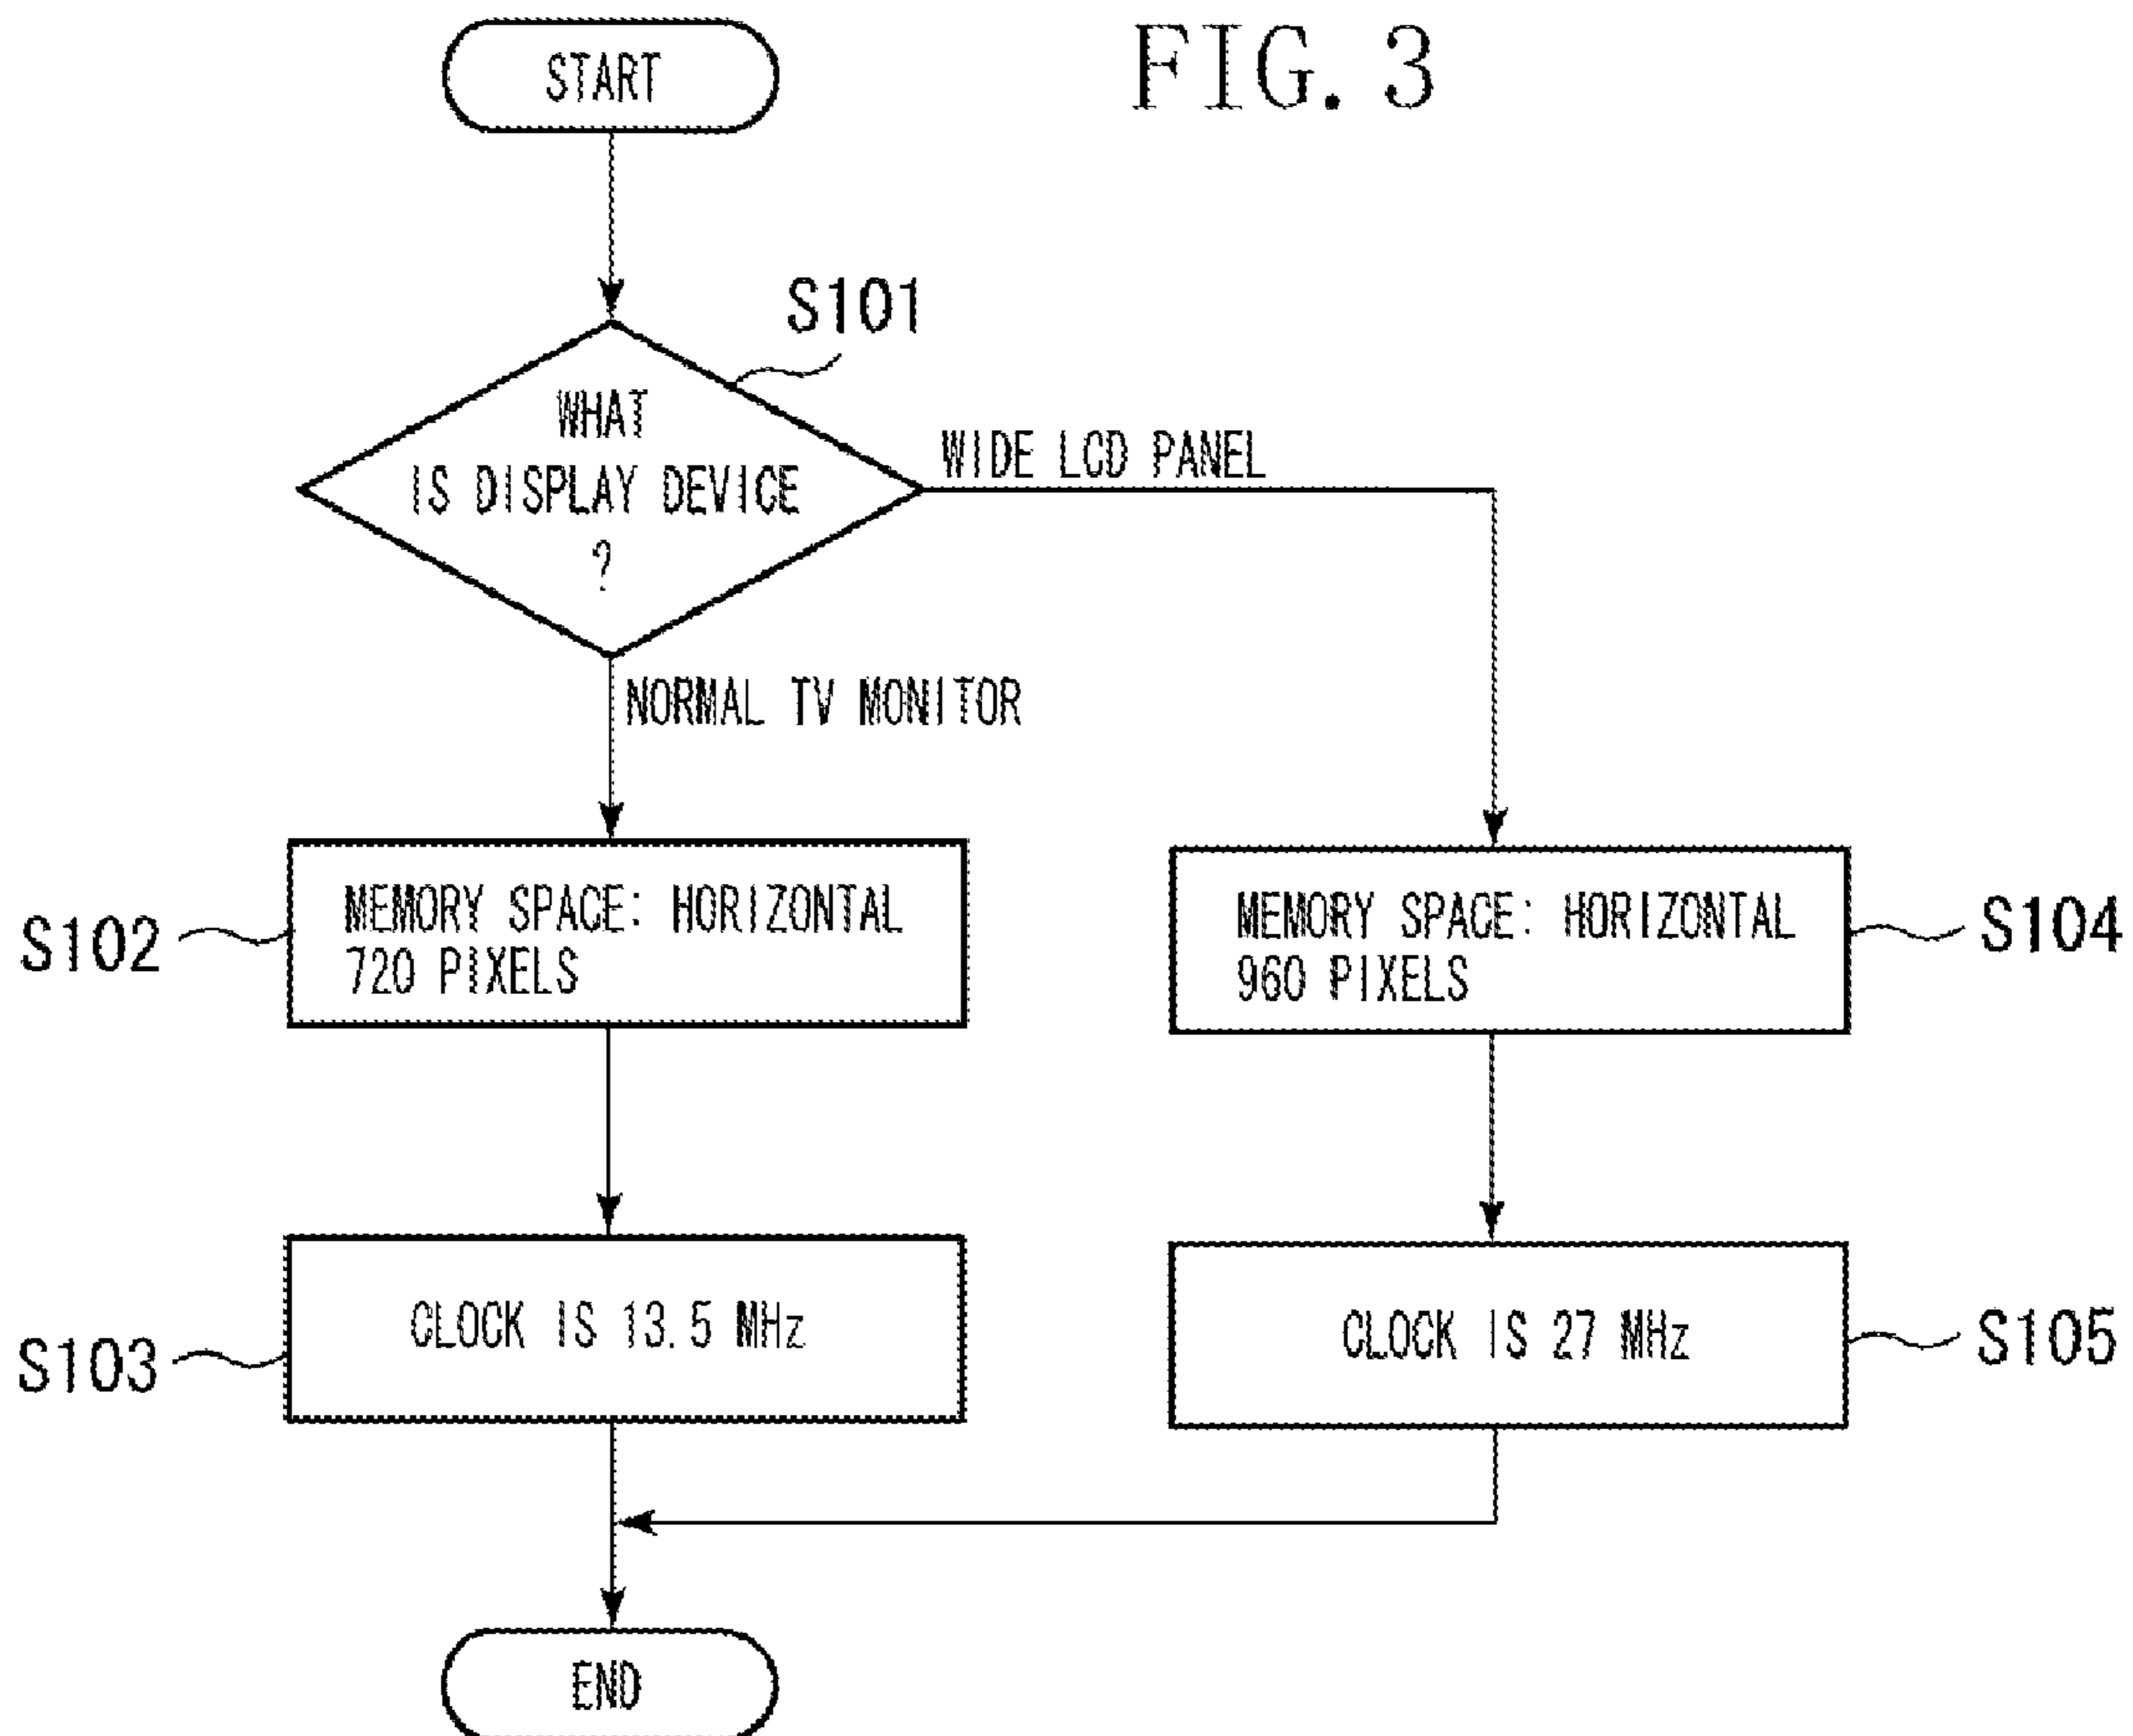 FIG. 3
START
S101
WHAT
IS DISPLAY DEVICE
?
WIDE LCD PANEL
NORMAL TV MONITOR
S102
MEMORY SPACE: HORIZONTAL
720 PIXELS
MEMORY SPACE: HORIZONTAL
960 PIXELS
S104
S103
CLOCK IS 13.5 MHz
CLOCK IS 27 MHz
S105
END